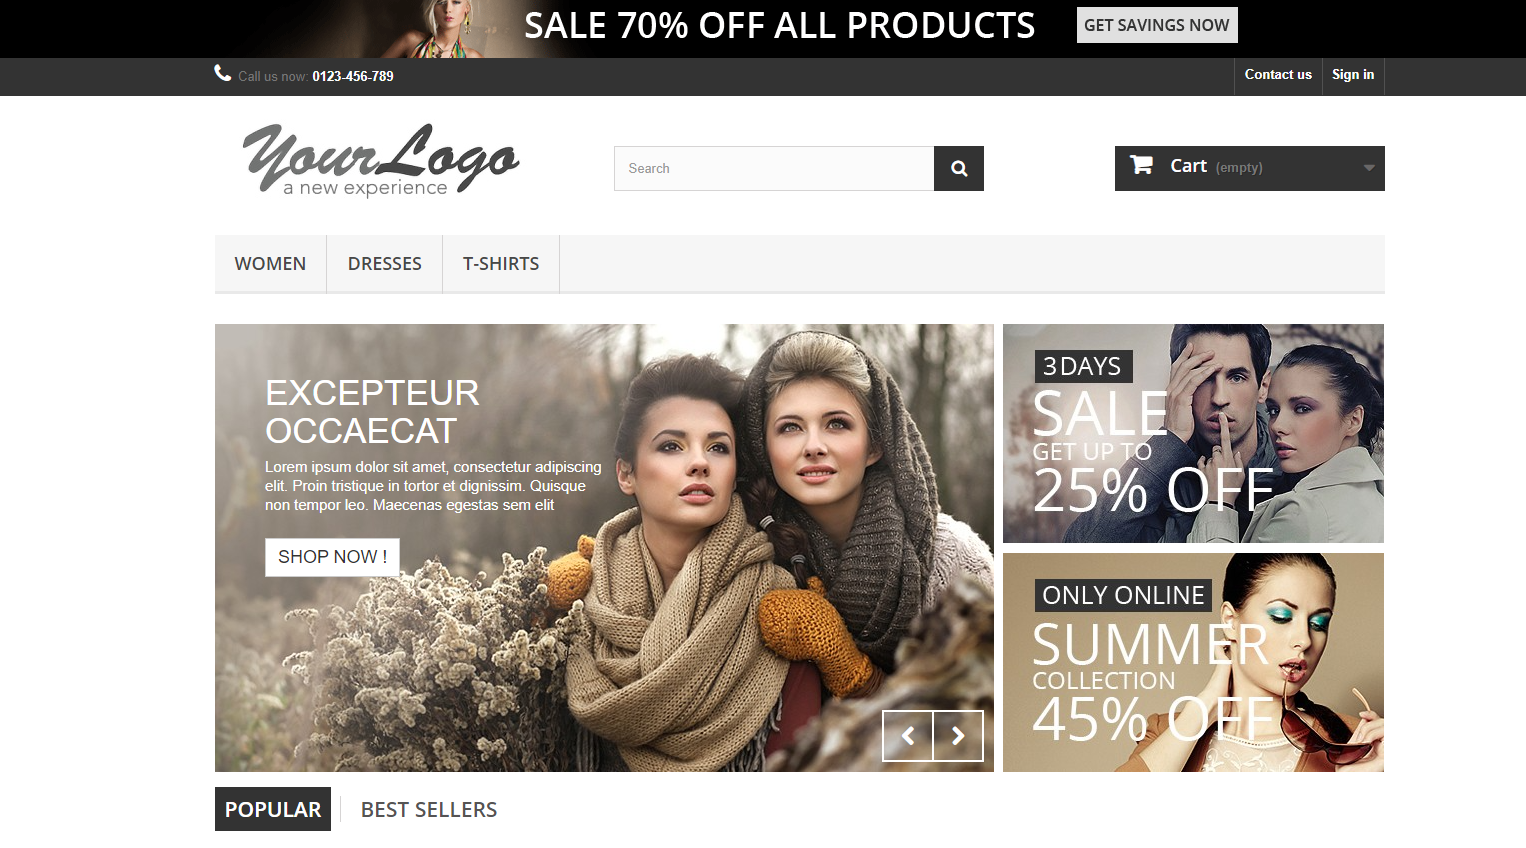 SALE 70% OFF ALL PRODUCTS
GET SAVINGS NOW
Call us now: 0123-456-789
Contact us
Sign in
YourLogo
a new experience
Search
Cart (empty)
WOMEN
DRESSES
T-SHIRTS
EXCEPTEUR
OCCAECAT
Lorem ipsum dolor sit amet, consectetur adipiscing
elit. Proin tristique in tortor et dignissim. Quisque
non tempor leo. Maecenas egestas sem elit
SHOP NOW !
3 DAYS
SALE
GET UP TO
25% OFF
ONLY ONLINE
SUMMER
COLLECTION
45% OFF
POPULAR
BEST SELLERS